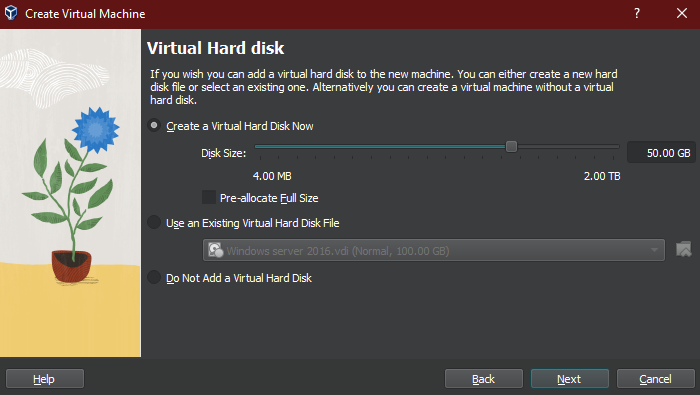 Create Virtual Machine
Virtual Hard disk
If you wish you can add a virtual hard disk to the new machine. You can either create a new hard
disk file or select an existing one. Alternatively you can create a virtual machine without a virtual
hard disk.
Create a Virtual Hard Disk Now
Disk Size:
50.00 GB
4.00 MB
2.00 TB
Pre-allocate Full Size
Use an Existing Virtual Hard Disk File
Windows server 2016.vdi (Normal, 100.00 GB)
Do Not Add a Virtual Hard Disk
Help
Back
Next
Cancel